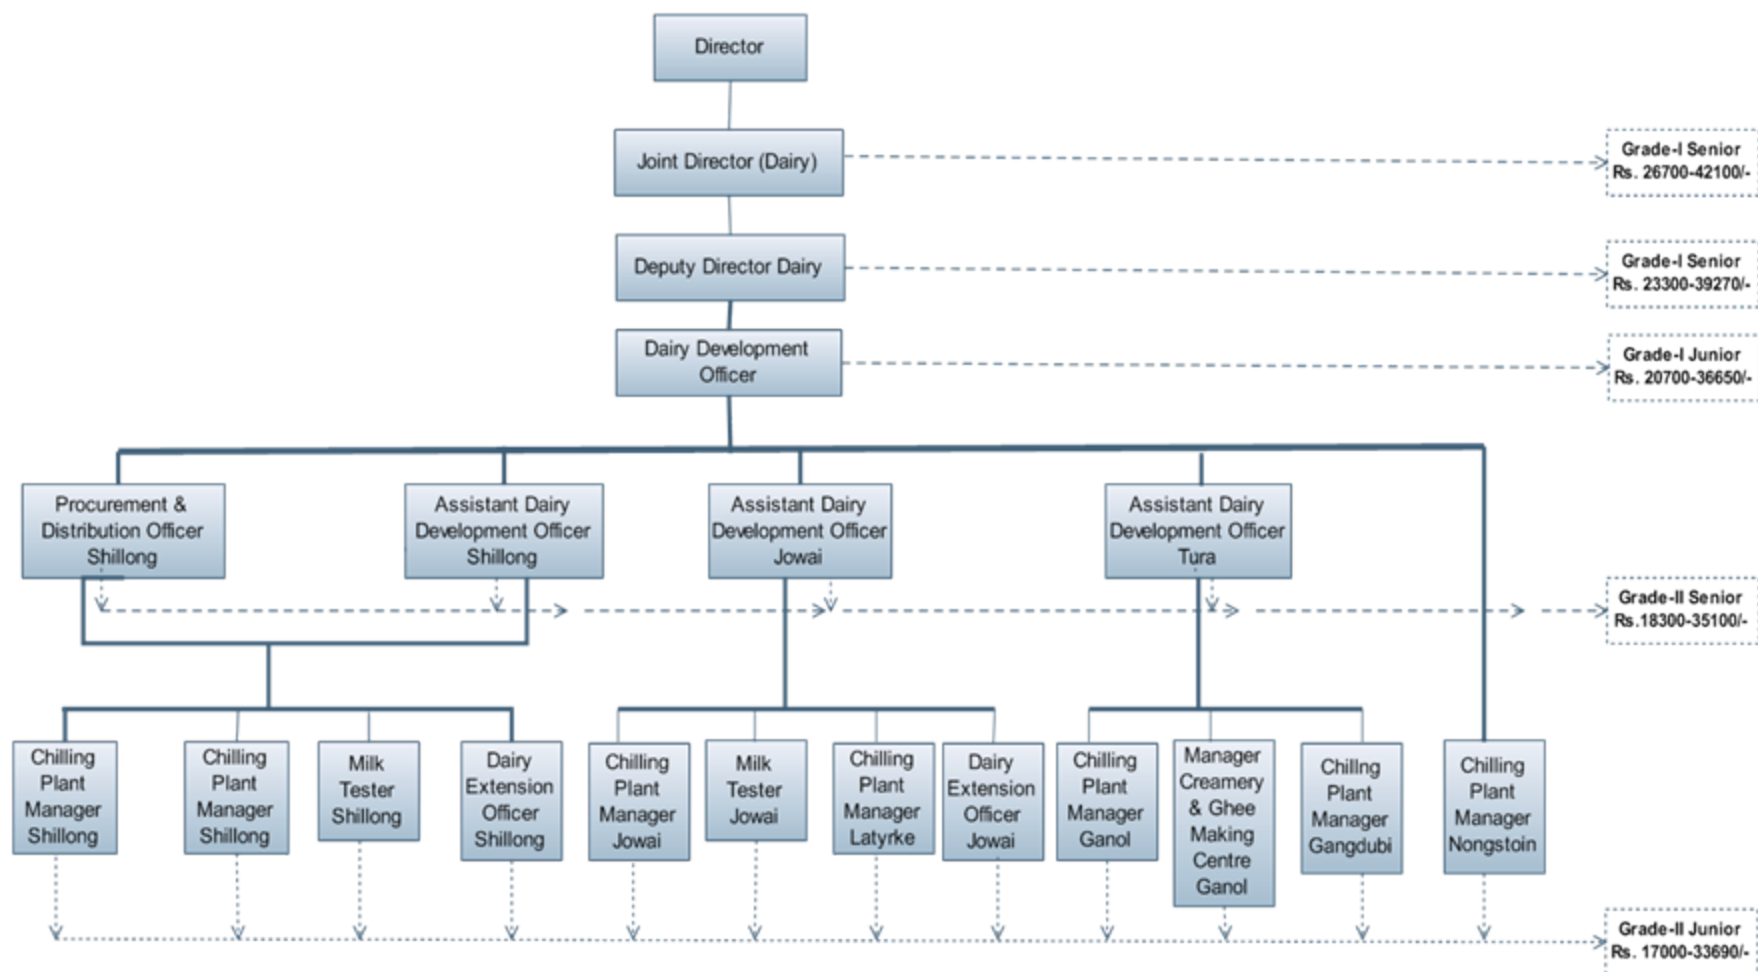 Director
Joint Director (Dairy)
Grade-I Senior
Rs. 26700-42100/-
Deputy Director Dairy
Grade-I Senior
Rs. 23300-39270/-
Dairy Development
Officer
Grade-I Junior
Rs. 20700-36650/-
Procurement &
Distribution Officer
Shillong
Assistant Dairy
Development Officer
Shillong
Assistant Dairy
Development Officer
Jowai
Assistant Dairy
Development Officer
Tura
Grade-II Senior
Rs.18300-35100/-
Chilling
Plant
Manager
Shillong
Chilling
Plant
Manager
Shillong
Milk
Tester
Shillong
Dairy
Extension
Officer
Shillong
Chilling
Plant
Manager
Jowai
Milk
Tester
Jowai
Chilling
Plant
Manager
Latyrke
Dairy
Extension
Officer
Jowai
Chilling
Plant
Manager
Ganol
Manager
Creamery
& Ghee
Making
Centre
Ganol
Chillng
Plant
Manager
Gangdubi
Chilling
Plant
Manager
Nongstoin
Grade-II Junior
Rs. 17000-33690/-